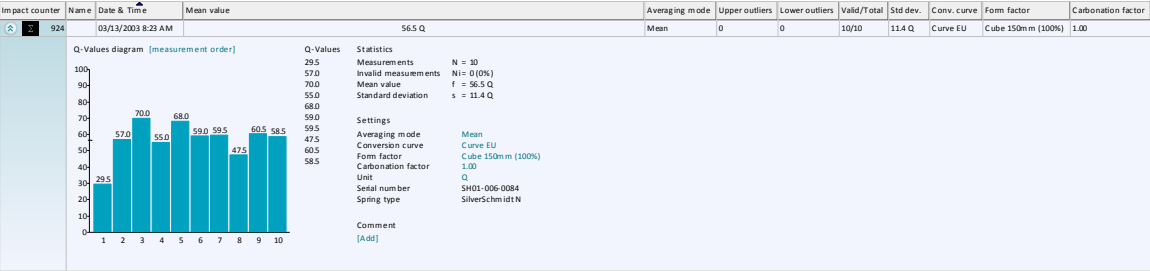 Impact counter Name Date & Time Mean value Averaging mode Upper outliers Lower outliers Valid/Total Std dev. Conv. curve Form factor Carbonation factor
Σ 924 03/13/2003 8:23 AM 56.5 Q Mean 0 0 10/10 11.4 Q Curve EU Cube 150mm (100%) 1.00
Q-Values diagram [measurement order]
100
90
80
70
60
50
40
30
20
10
0
29.5 57.0 70.0 55.0 68.0 59.0 59.5 47.5 60.5 58.5
1 2 3 4 5 6 7 8 9 10
Q-Values
29.5
57.0
70.0
55.0
68.0
59.0
59.5
47.5
60.5
58.5
Statistics
Measurements N = 10
Invalid measurements Ni= 0 (0%)
Mean value f = 56.5 Q
Standard deviation s = 11.4 Q
Settings
Averaging mode Mean
Conversion curve Curve EU
Form factor Cube 150mm (100%)
Carbonation factor 1.00
Unit Q
Serial number SH01-006-0084
Spring type SilverSchmidt N
Comment
[Add]